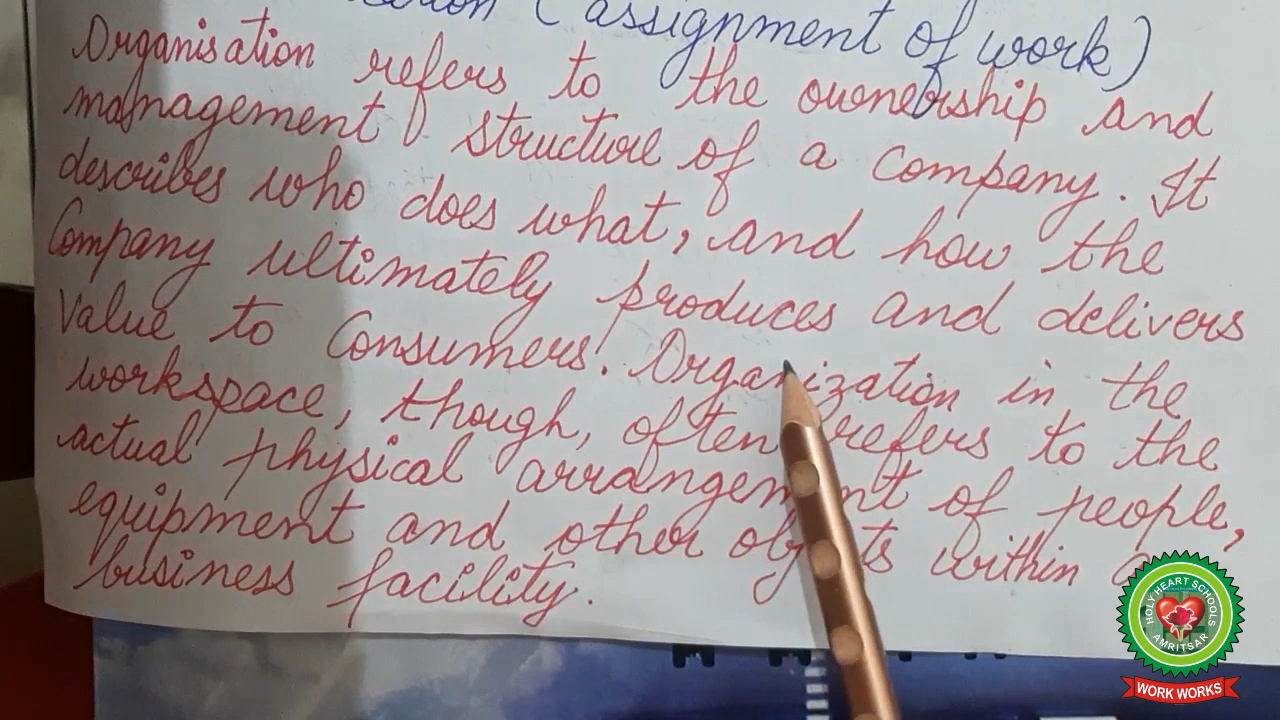 (assignment of work)
Organisation refers to the ownership and
management structure of a company. It
describes who does what, and how the
Company ultimately produces and delivers
Value to Consumers. Organization in the
workspace, though, often refers to the
actual physical arrangement of people,
equipment and other objects within a
business facility.
HOLY HEART SCHOOLS
AMRITSAR
WORK WORKS